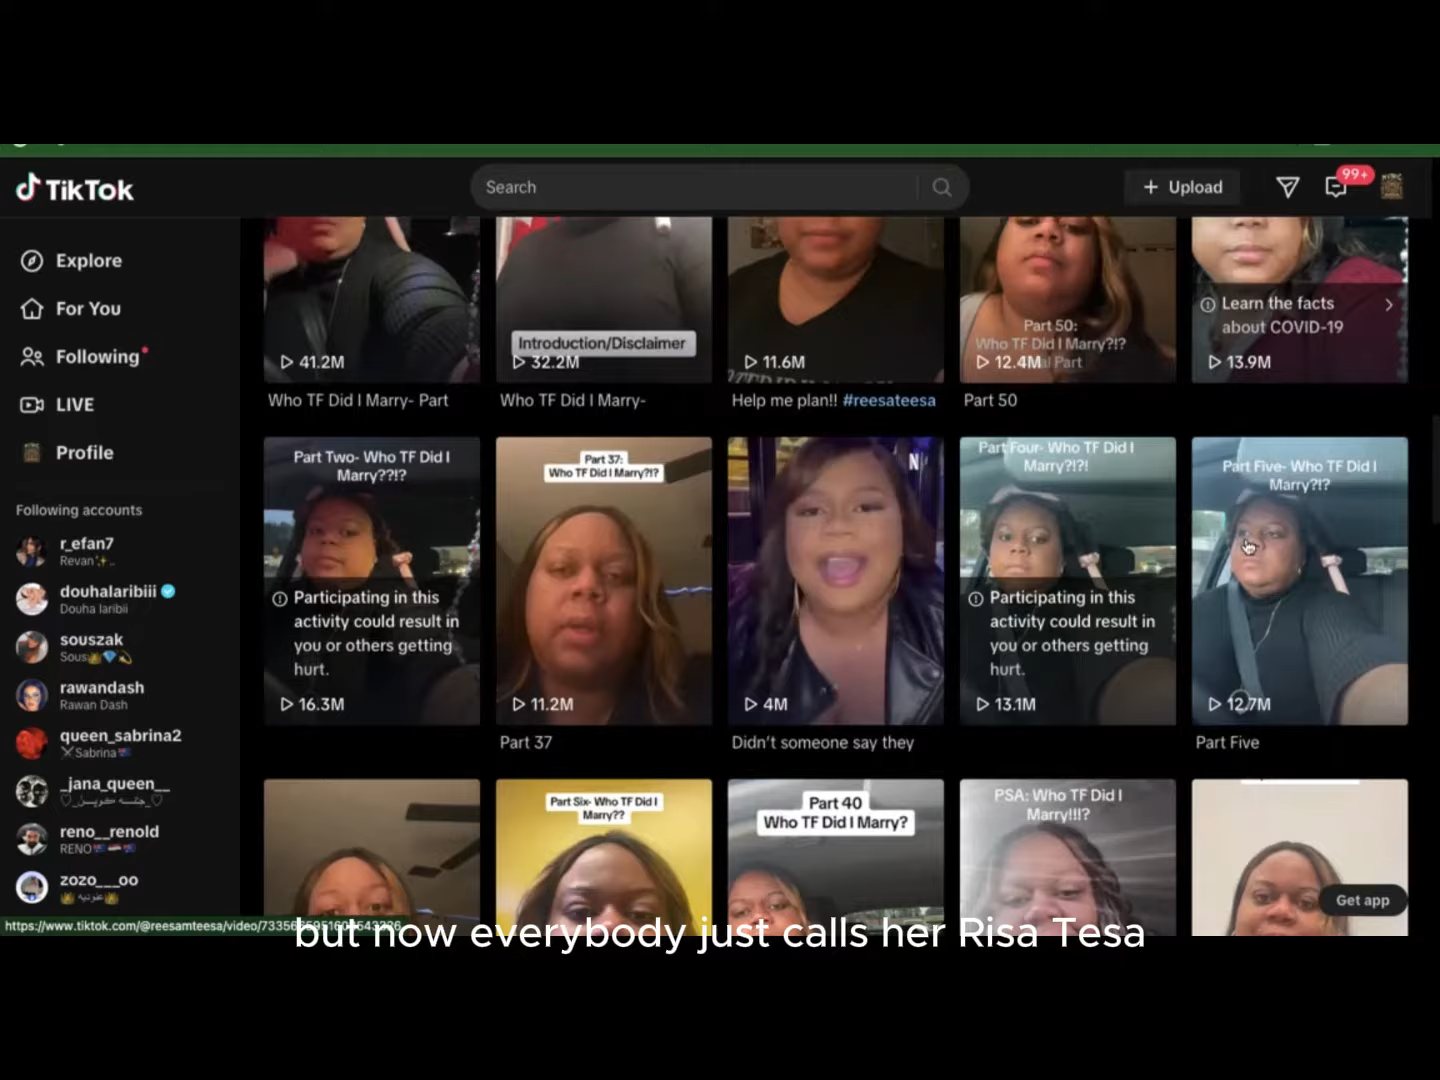 TikTok
Search
+ Upload
99+
Explore
For You
Following
LIVE
Profile
Following accounts
r_efan7
Revan✨..
douhalaribiii
Douha laribii
souszak
Sous
rawandash
Rawan Dash
queen_sabrina2
Sabrina
_jana_queen__
reno__renold
RENO
zozo___oo
41.2M
Who TF Did I Marry- Part
Introduction/Disclaimer
32.2M
Who TF Did I Marry-
11.6M
Help me plan!! #reesateesa
Part 50:
Who TF Did I Marry?!?
12.4M
Part
Part 50
Learn the facts
about COVID-19
13.9M
Part Two- Who TF Did I
Marry??!?
Participating in this
activity could result in
you or others getting
hurt.
16.3M
Part 37:
Who TF Did I Marry?!?
11.2M
Part 37
N
4M
Didn't someone say they
Part Four- Who TF Did I
Marry?!?!
Participating in this
activity could result in
you or others getting
hurt.
13.1M
Part Five- Who TF Did I
Marry?!?
12.7M
Part Five
Part Six- Who TF Did I
Marry??
Part 40
Who TF Did I Marry?
PSA: Who TF Did I
Marry!!!?
Get app
https://www.tiktok.com/@reesamteesa/video/
but now everybody just calls her Risa Tesa